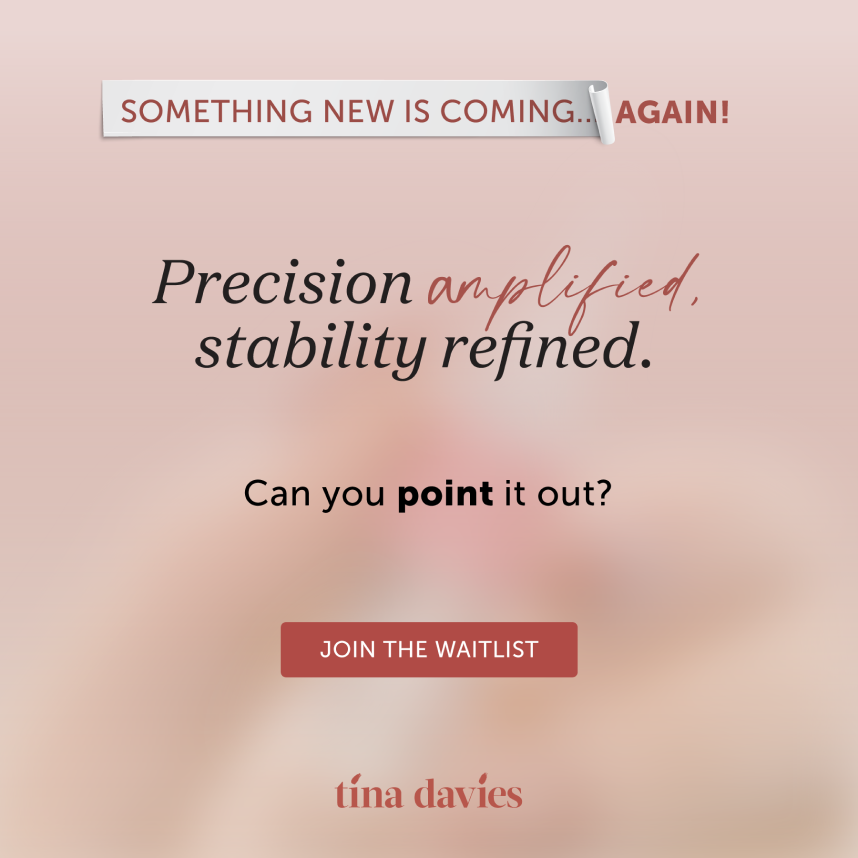 SOMETHING NEW IS COMING... AGAIN!
Precision amplified,
stability refined.
Can you point it out?
JOIN THE WAITLIST
tina davies